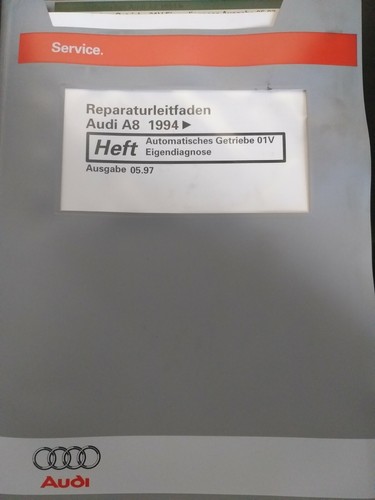 Service.
Reparaturleitfaden
Audi A8 1994 ►
Heft Automatisches Getriebe 01V
Eigendiagnose
Ausgabe 05.97
Audi